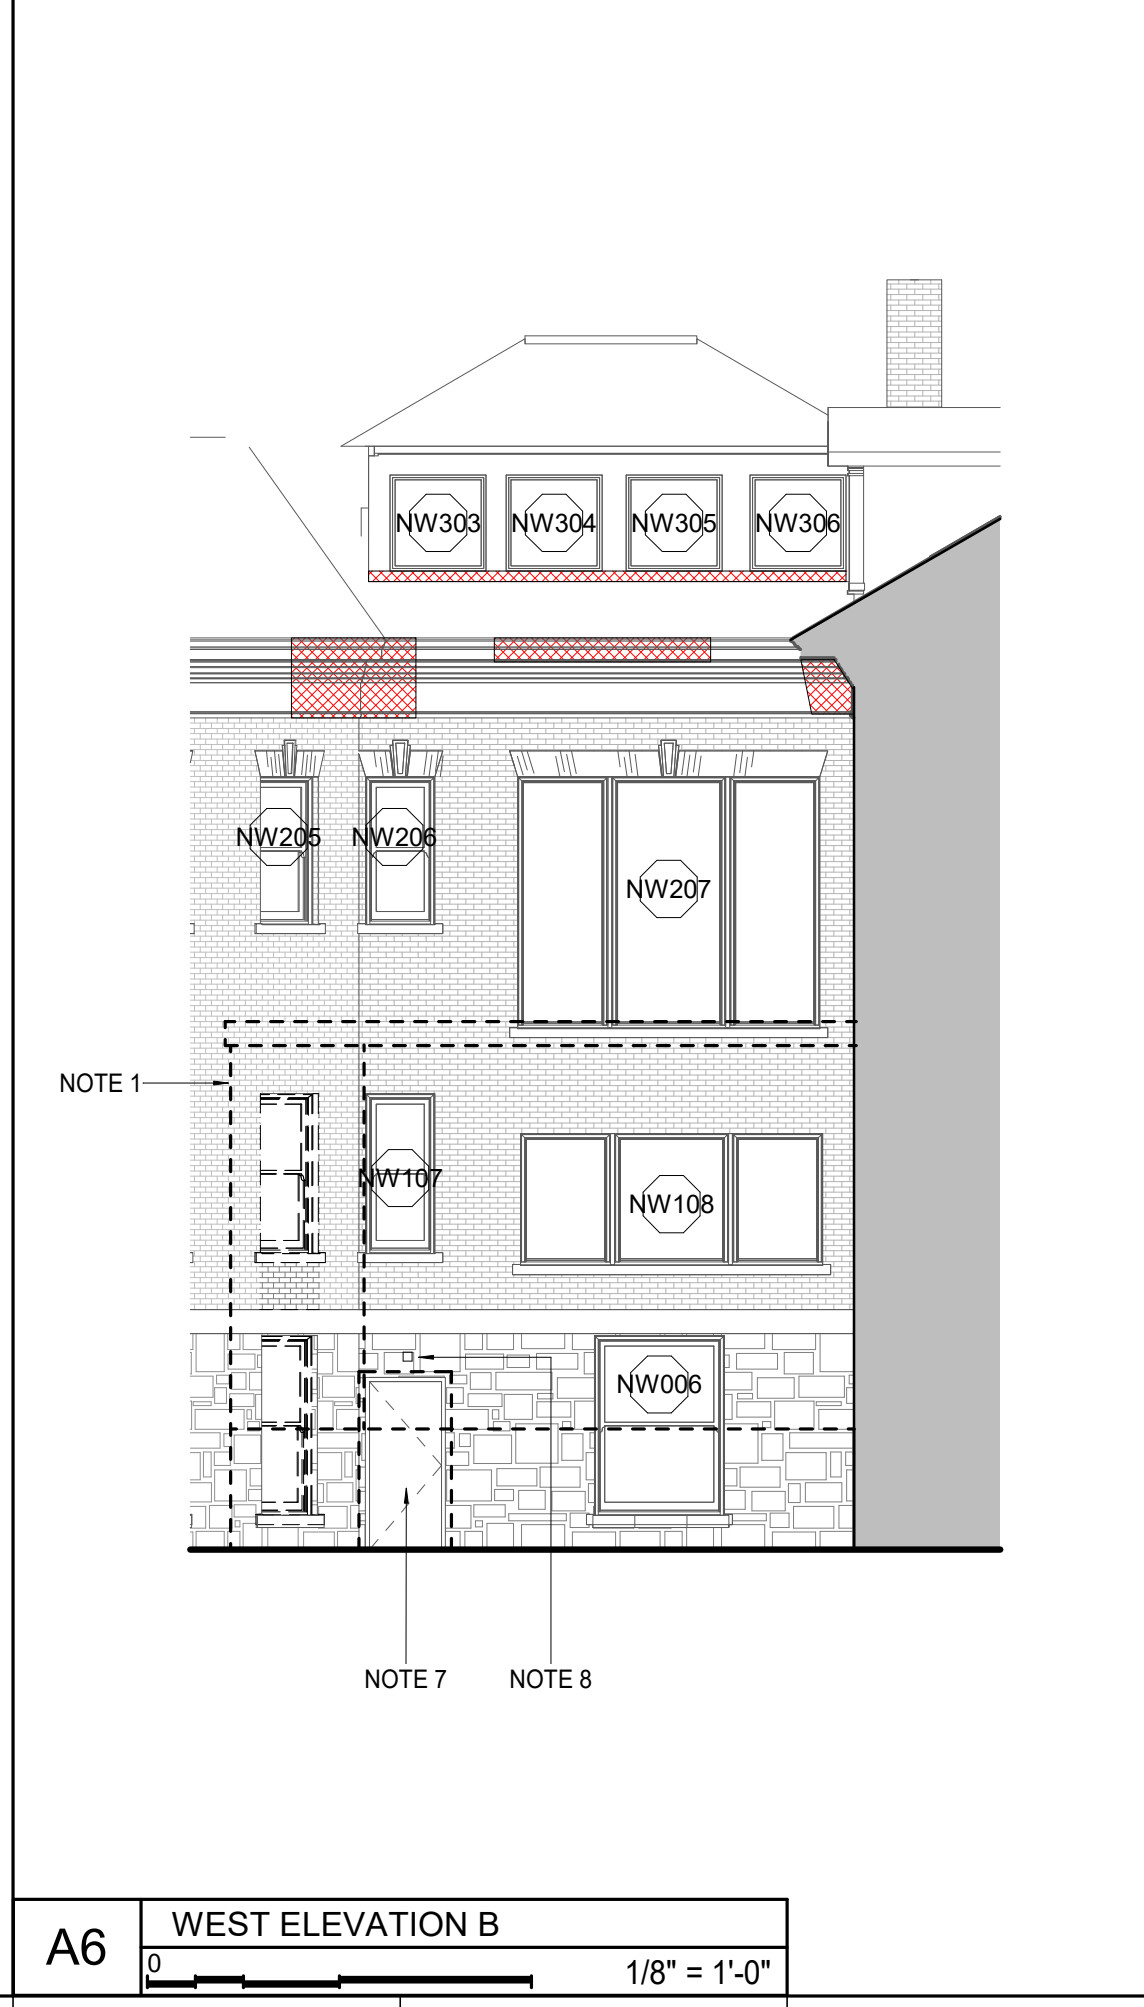 NW303 NW304 NW305 NW306
NW205 NW206
NW207
NOTE 1
NW107
NW108
NW006
NOTE 7 NOTE 8
A6
WEST ELEVATION B
0
1/8" = 1'-0"